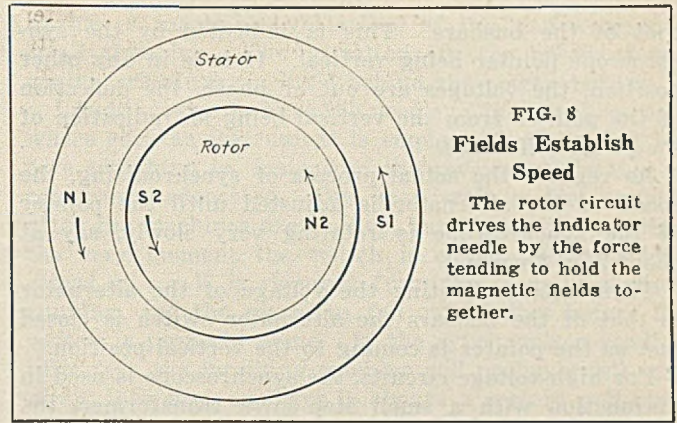 Stator
Rotor
N1
S2
N2
S1
FIG. 8
Fields Establish
Speed
The rotor circuit
drives the indicator
needle by the force
tending to hold the
magnetic fields to-
gether.